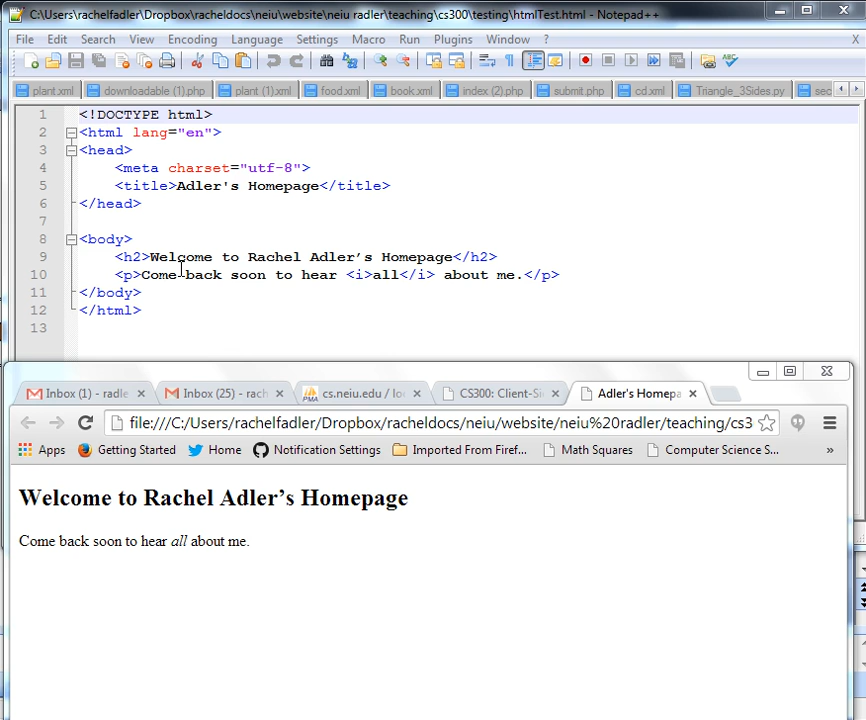 C:\Users\rachelfadler\Dropbox\racheldocs\neiu\website\neiu radler\teaching\cs300\testing\htmlTest.html - Notepad++
File Edit Search View Encoding Language Settings Macro Run Plugins Window ? X
plant.xml downloadable (1).php plant (1).xml food.xml book.xml index (2).php submit.php cd.xml Triangle_3Sides.py sec
1 <!DOCTYPE html>
2 <html lang="en">
3 <head>
4 <meta charset="utf-8">
5 <title>Adler's Homepage</title>
6 </head>
7
8 <body>
9 <h2>Welcome to Rachel Adler’s Homepage</h2>
10 <p>Come back soon to hear <i>all</i> about me.</p>
11 </body>
12 </html>
13
Inbox (1) - radle Inbox (25) - rach cs.neiu.edu / lo CS300: Client-Si Adler's Homepa
file:///C:/Users/rachelfadler/Dropbox/racheldocs/neiu/website/neiu%20radler/teaching/cs3
Apps Getting Started Home Notification Settings Imported From Firef... Math Squares Computer Science S... »
Welcome to Rachel Adler’s Homepage
Come back soon to hear all about me.